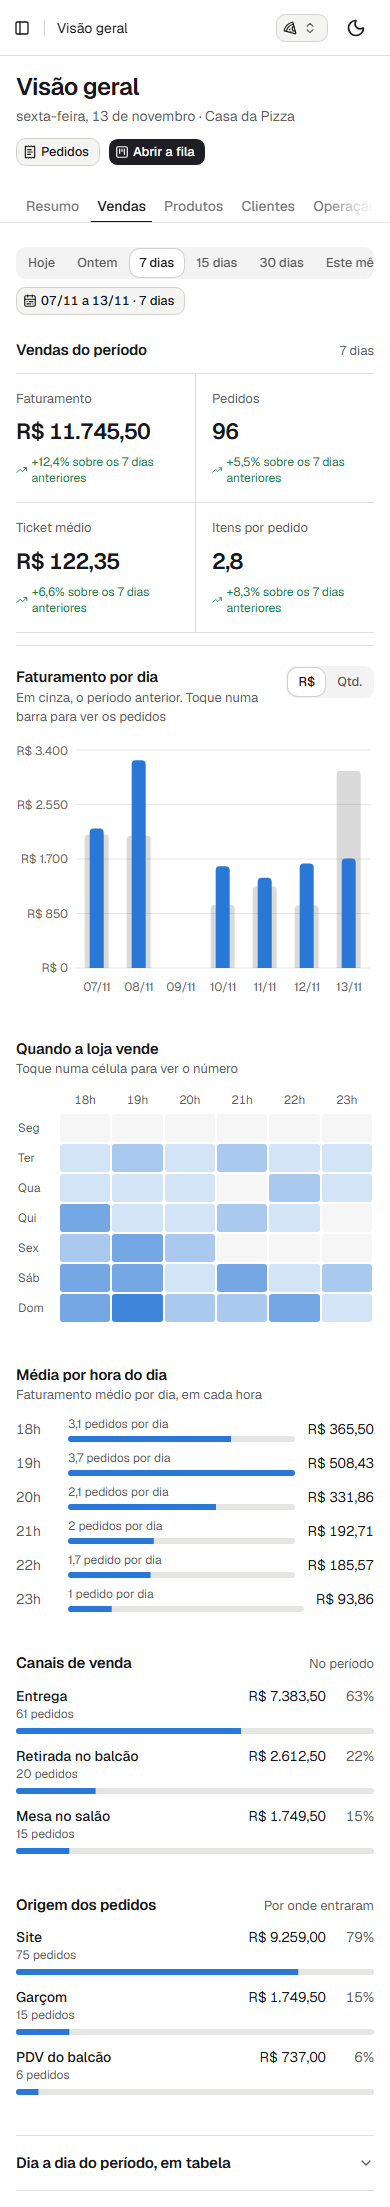 Visão geral
Visão geral
sexta-feira, 13 de novembro · Casa da Pizza
Pedidos
Abrir a fila
Resumo Vendas Produtos Clientes Operaçã
Hoje Ontem 7 dias 15 dias 30 dias Este mê
07/11 a 13/11 · 7 dias
Vendas do período 7 dias
Faturamento Pedidos
R$ 11.745,50 96
+12,4% sobre os 7 dias anteriores
+5,5% sobre os 7 dias anteriores
Ticket médio Itens por pedido
R$ 122,35 2,8
+6,6% sobre os 7 dias anteriores
+8,3% sobre os 7 dias anteriores
Faturamento por dia R$ Qtd.
Em cinza, o período anterior. Toque numa
barra para ver os pedidos
R$ 3.400
R$ 2.550
R$ 1.700
R$ 850
R$ 0
07/11 08/11 09/11 10/11 11/11 12/11 13/11
Quando a loja vende
Toque numa célula para ver o número
18h 19h 20h 21h 22h 23h
Seg
Ter
Qua
Qui
Sex
Sáb
Dom
Média por hora do dia
Faturamento médio por dia, em cada hora
18h 3,1 pedidos por dia R$ 365,50
19h 3,7 pedidos por dia R$ 508,43
20h 2,1 pedidos por dia R$ 331,86
21h 2 pedidos por dia R$ 192,71
22h 1,7 pedido por dia R$ 185,57
23h 1 pedido por dia R$ 93,86
Canais de venda No período
Entrega R$ 7.383,50 63%
61 pedidos
Retirada no balcão R$ 2.612,50 22%
20 pedidos
Mesa no salão R$ 1.749,50 15%
15 pedidos
Origem dos pedidos Por onde entraram
Site R$ 9.259,00 79%
75 pedidos
Garçom R$ 1.749,50 15%
15 pedidos
PDV do balcão R$ 737,00 6%
6 pedidos
Dia a dia do período, em tabela